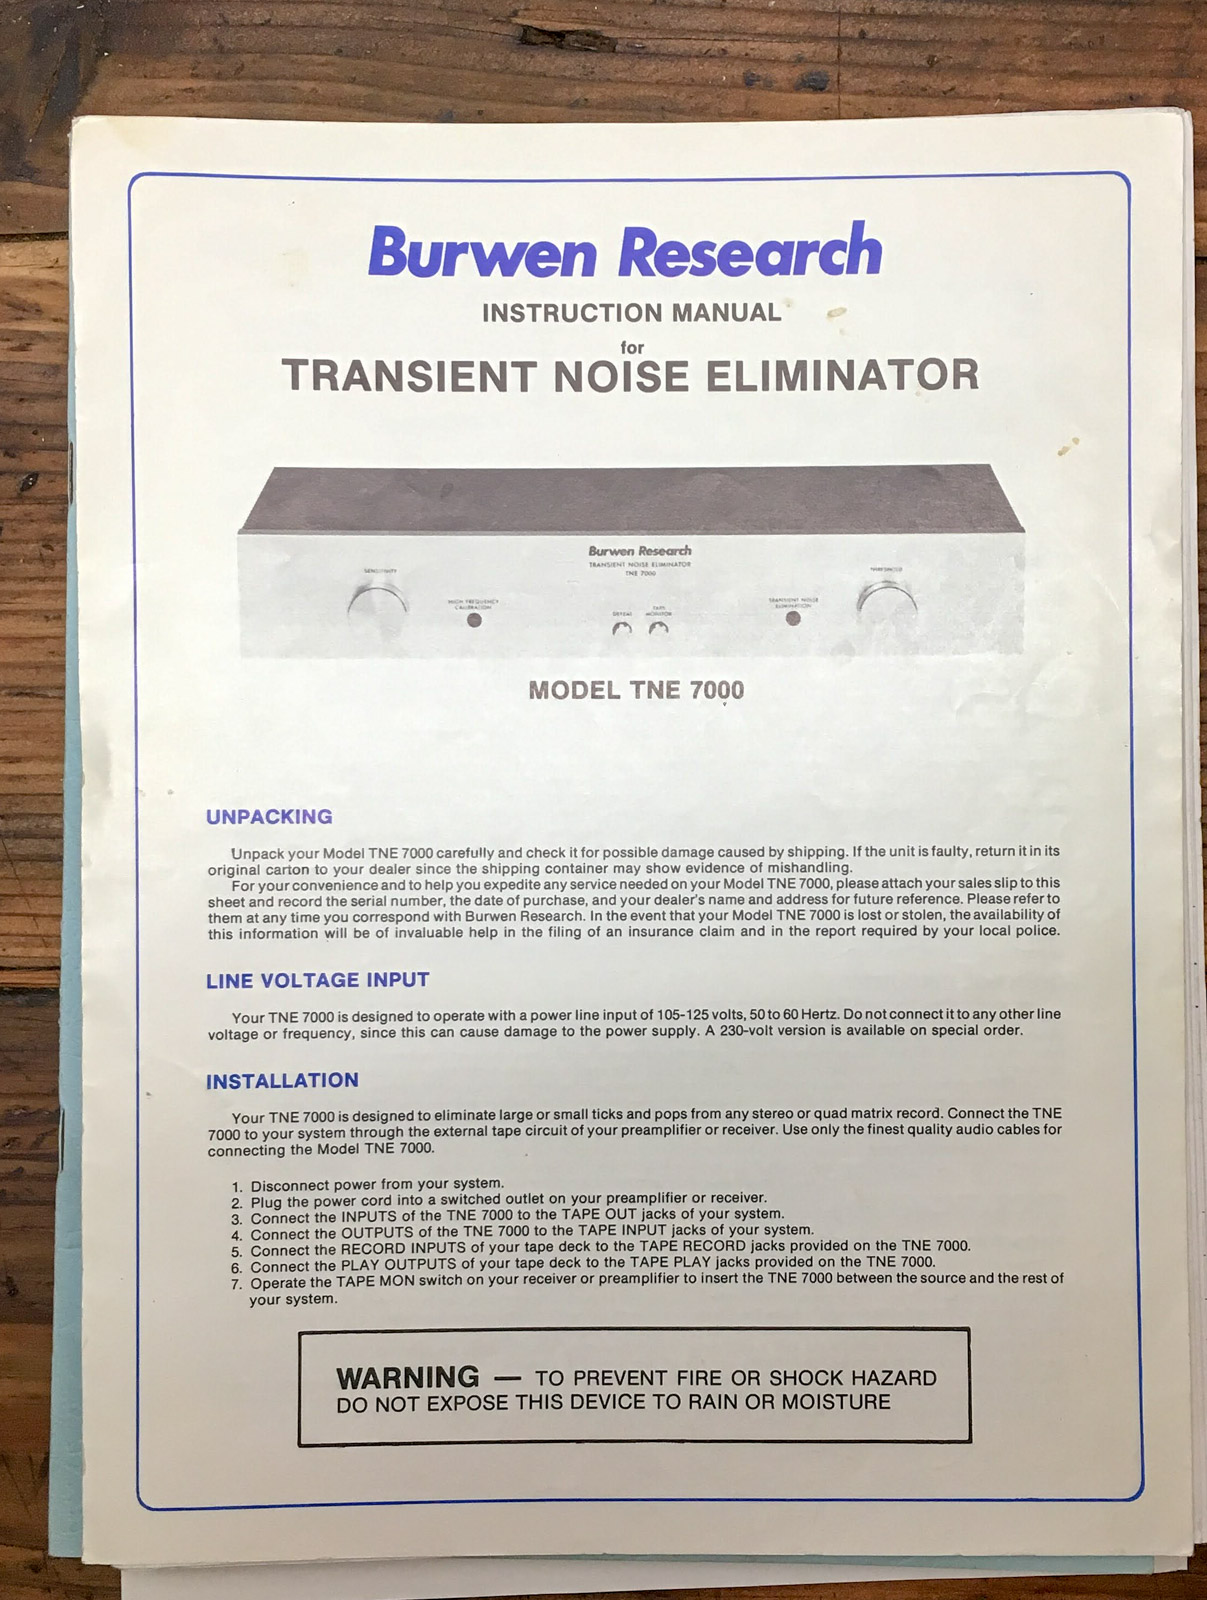 Burwen Research
INSTRUCTION MANUAL
for
TRANSIENT NOISE ELIMINATOR
Burwen Research
TRANSIENT NOISE ELIMINATOR
TNE 7000
SENSITIVITY
THRESHOLD
HIGH FREQUENCY
CALIBRATION
DEFEAT
TAPE
MONITOR
TRANSIENT NOISE
ELIMINATION
MODEL TNE 7000
UNPACKING
Unpack your Model TNE 7000 carefully and check it for possible damage caused by shipping. If the unit is faulty, return it in its
original carton to your dealer since the shipping container may show evidence of mishandling.
For your convenience and to help you expedite any service needed on your Model TNE 7000, please attach your sales slip to this
sheet and record the serial number, the date of purchase, and your dealer's name and address for future reference. Please refer to
them at any time you correspond with Burwen Research. In the event that your Model TNE 7000 is lost or stolen, the availability of
this information will be of invaluable help in the filing of an insurance claim and in the report required by your local police.
LINE VOLTAGE INPUT
Your TNE 7000 is designed to operate with a power line input of 105-125 volts, 50 to 60 Hertz. Do not connect it to any other line
voltage or frequency, since this can cause damage to the power supply. A 230-volt version is available on special order.
INSTALLATION
Your TNE 7000 is designed to eliminate large or small ticks and pops from any stereo or quad matrix record. Connect the TNE
7000 to your system through the external tape circuit of your preamplifier or receiver. Use only the finest quality audio cables for
connecting the Model TNE 7000.
1. Disconnect power from your system.
2. Plug the power cord into a switched outlet on your preamplifier or receiver.
3. Connect the INPUTS of the TNE 7000 to the TAPE OUT jacks of your system.
4. Connect the OUTPUTS of the TNE 7000 to the TAPE INPUT jacks of your system.
5. Connect the RECORD INPUTS of your tape deck to the TAPE RECORD jacks provided on the TNE 7000.
6. Connect the PLAY OUTPUTS of your tape deck to the TAPE PLAY jacks provided on the TNE 7000.
7. Operate the TAPE MON switch on your receiver or preamplifier to insert the TNE 7000 between the source and the rest of
your system.
WARNING — TO PREVENT FIRE OR SHOCK HAZARD
DO NOT EXPOSE THIS DEVICE TO RAIN OR MOISTURE